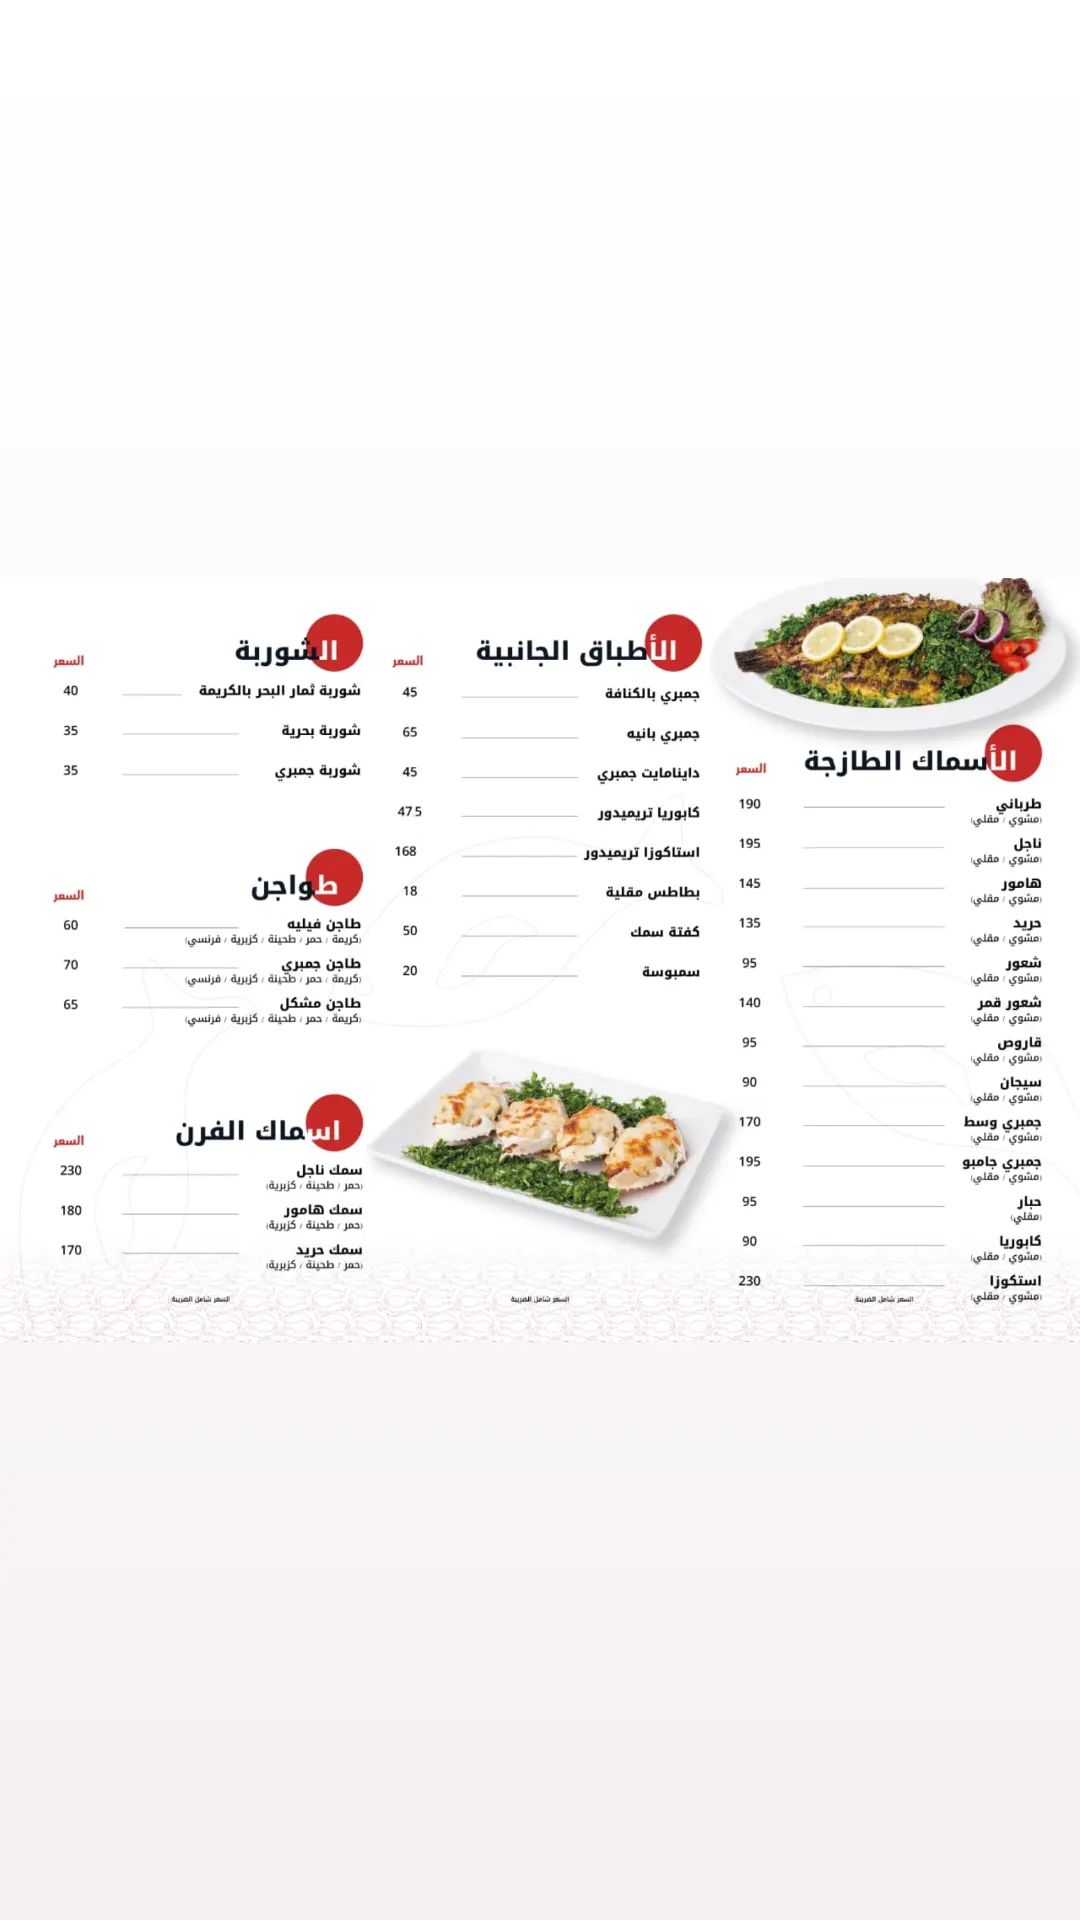 الأسماك الطازجة
السعر
طرباني 190
(مشوي / مقلي)
ناجل 195
(مشوي / مقلي)
هامور 145
(مشوي / مقلي)
حريد 135
(مشوي / مقلي)
شعور 95
(مشوي / مقلي)
شعور قمر 140
(مشوي / مقلي)
قاروص 95
(مشوي / مقلي)
سيجان 90
(مشوي / مقلي)
جمبري وسط 170
(مشوي / مقلي)
جمبري جامبو 195
(مشوي / مقلي)
حبار 95
(مقلي)
كابوريا 90
(مشوي / مقلي)
استكوزا 230
(مشوي / مقلي)
السعر شامل الضريبة
الأطباق الجانبية
السعر
جمبري بالكنافة 45
جمبري بانيه 65
داينامايت جمبري 45
كابوريا تريميدور 47.5
استاكوزا تريميدور 168
بطاطس مقلية 18
كفتة سمك 50
سمبوسة 20
السعر شامل الضريبة
الشوربة
السعر
شوربة ثمار البحر بالكريمة 40
شوربة بحرية 35
شوربة جمبري 35
طواجن
السعر
طاجن فيليه 60
(كريمة / حمر / طحينة / كزبرية / فرنسي)
طاجن جمبري 70
(كريمة / حمر / طحينة / كزبرية / فرنسي)
طاجن مشكل 65
(كريمة / حمر / طحينة / كزبرية / فرنسي)
اسماك الفرن
السعر
سمك ناجل 230
(حمر / طحينة / كزبرية)
سمك هامور 180
(حمر / طحينة / كزبرية)
سمك حريد 170
(حمر / طحينة / كزبرية)
السعر شامل الضريبة